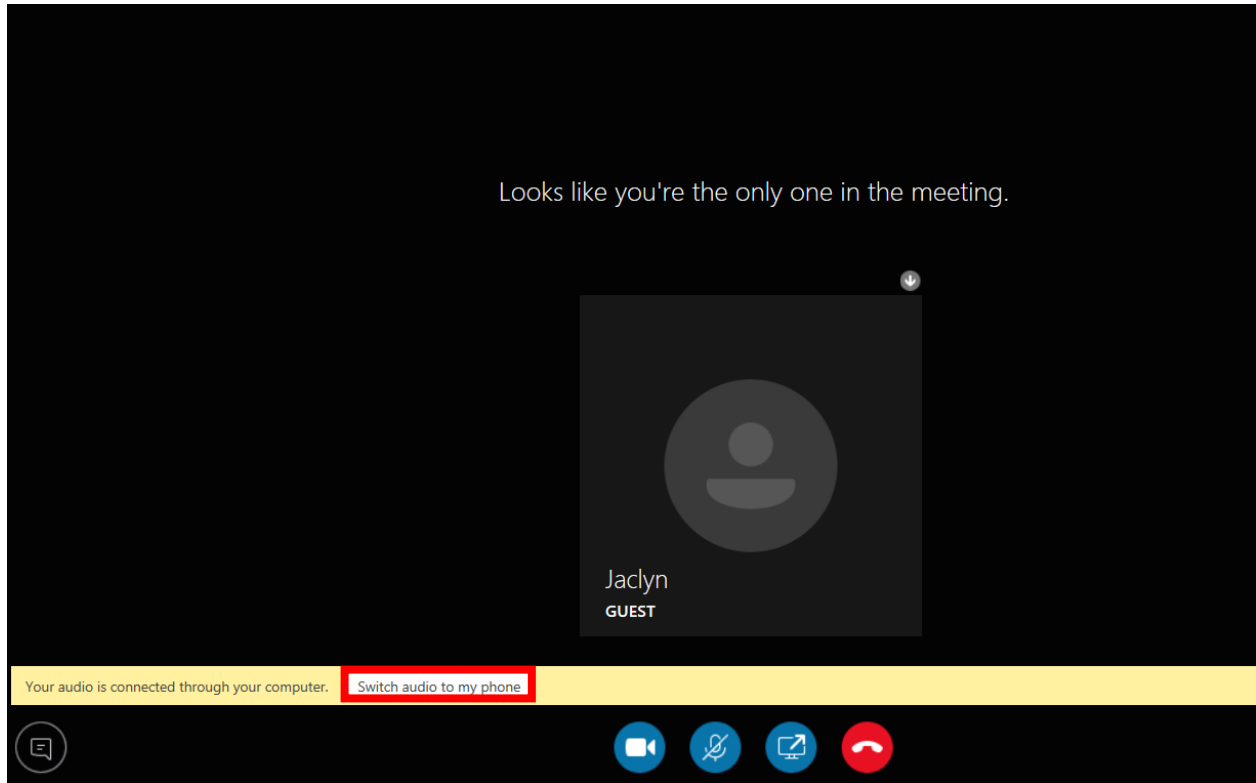 Looks like you're the only one in the meeting.
Jaclyn
GUEST
Your audio is connected through your computer. Switch audio to my phone